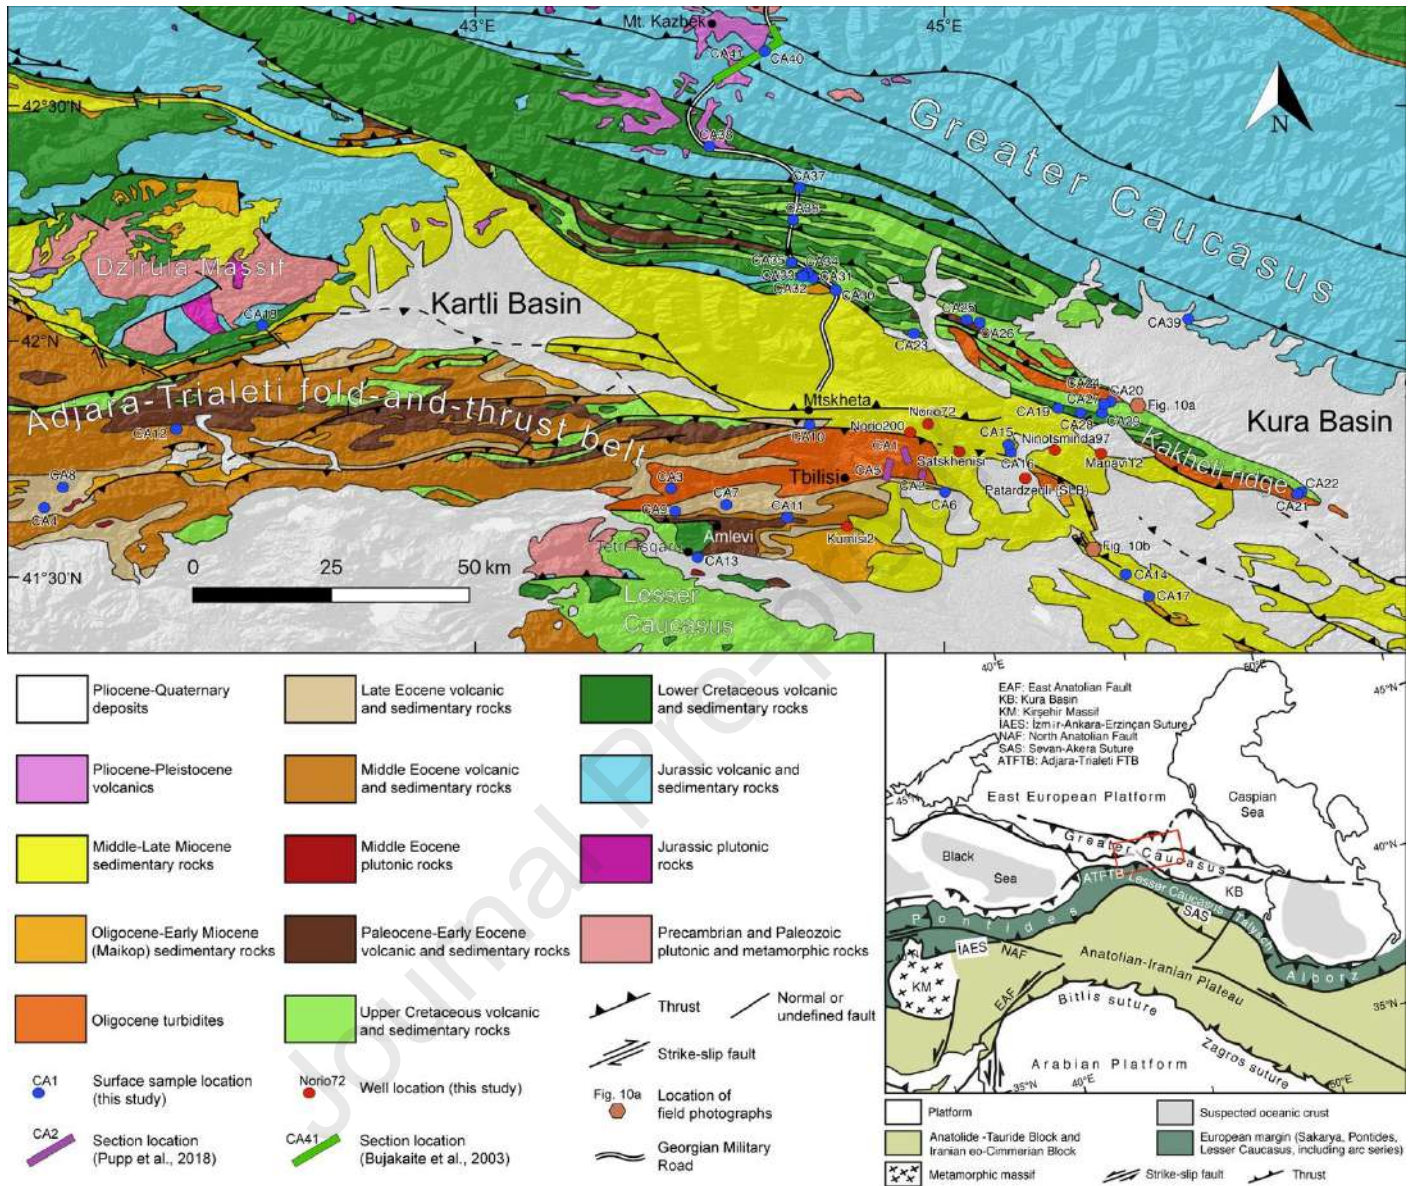 43°E
45°E
Mt. Kazbek
CA41
CA40
42°30'N
CA38
CA37
Greater Caucasus
N
Dzirula Massif
CA35
CA34
CA33
CA31
CA32
CA30
Kartli Basin
CA18
CA25
CA26
CA39
CA23
42°N
Adjara-Trialeti fold-and-thrust belt
Mtskheta
CA24
CA20
CA27
Fig. 10a
CA19
CA28
CA29
Kura Basin
CA12
CA10
Norio72
Norio200
CA1
CA15
Ninotsminda97
CA5
Satskhenisi
CA16
Manavi12
Kakheti ridge
CA8
CA3
Tbilisi
CA2
Patardzeuli (SLB)
CA22
CA4
CA7
CA6
CA21
CA9
CA11
Amlevi
Kumisi2
Fig. 10b
CA13
CA14
41°30'N
0 25 50 km
CA17
Lesser
Caucasus
Pliocene-Quaternary
deposits
Pliocene-Pleistocene
volcanics
Middle-Late Miocene
sedimentary rocks
Oligocene-Early Miocene
(Maikop) sedimentary rocks
Oligocene turbidites
CA1
Surface sample location
(this study)
CA2
Section location
(Pupp et al., 2018)
Late Eocene volcanic
and sedimentary rocks
Middle Eocene volcanic
and sedimentary rocks
Middle Eocene
plutonic rocks
Paleocene-Early Eocene
volcanic and sedimentary rocks
Upper Cretaceous volcanic
and sedimentary rocks
Norio72
Well location (this study)
CA41
Section location
(Bujakaite et al., 2003)
Lower Cretaceous volcanic
and sedimentary rocks
Jurassic volcanic and
sedimentary rocks
Jurassic plutonic
rocks
Precambrian and Paleozoic
plutonic and metamorphic rocks
Thrust
Normal or
undefined fault
Strike-slip fault
Fig. 10a
Location of
field photographs
Georgian Military
Road
Journal Pre-proof
40°E
50°E
45°N
EAF: East Anatolian Fault
KB: Kura Basin
KM: Kirşehir Massif
İAES: İzmir-Ankara-Erzinçan Suture
NAF: North Anatolian Fault
SAS: Sevan-Akera Suture
ATFTB: Adjara-Trialeti FTB
45°N
East European Platform
Caspian
Sea
40°N
Greater Caucasus
Black
Sea
ATFTB
Lesser Caucasus
KB
Talysch
SAS
Pontides
İAES
NAF
Alborz
KM
EAF
Anatolian-Iranian Plateau
Bitlis suture
35°N
Zagros suture
Arabian Platform
35°N
40°E
50°E
Platform
Suspected oceanic crust
Anatolide -Tauride Block and
Iranian eo-Cimmerian Block
European margin (Sakarya, Pontides,
Lesser Caucasus, including arc series)
Metamorphic massif
Strike-slip fault
Thrust